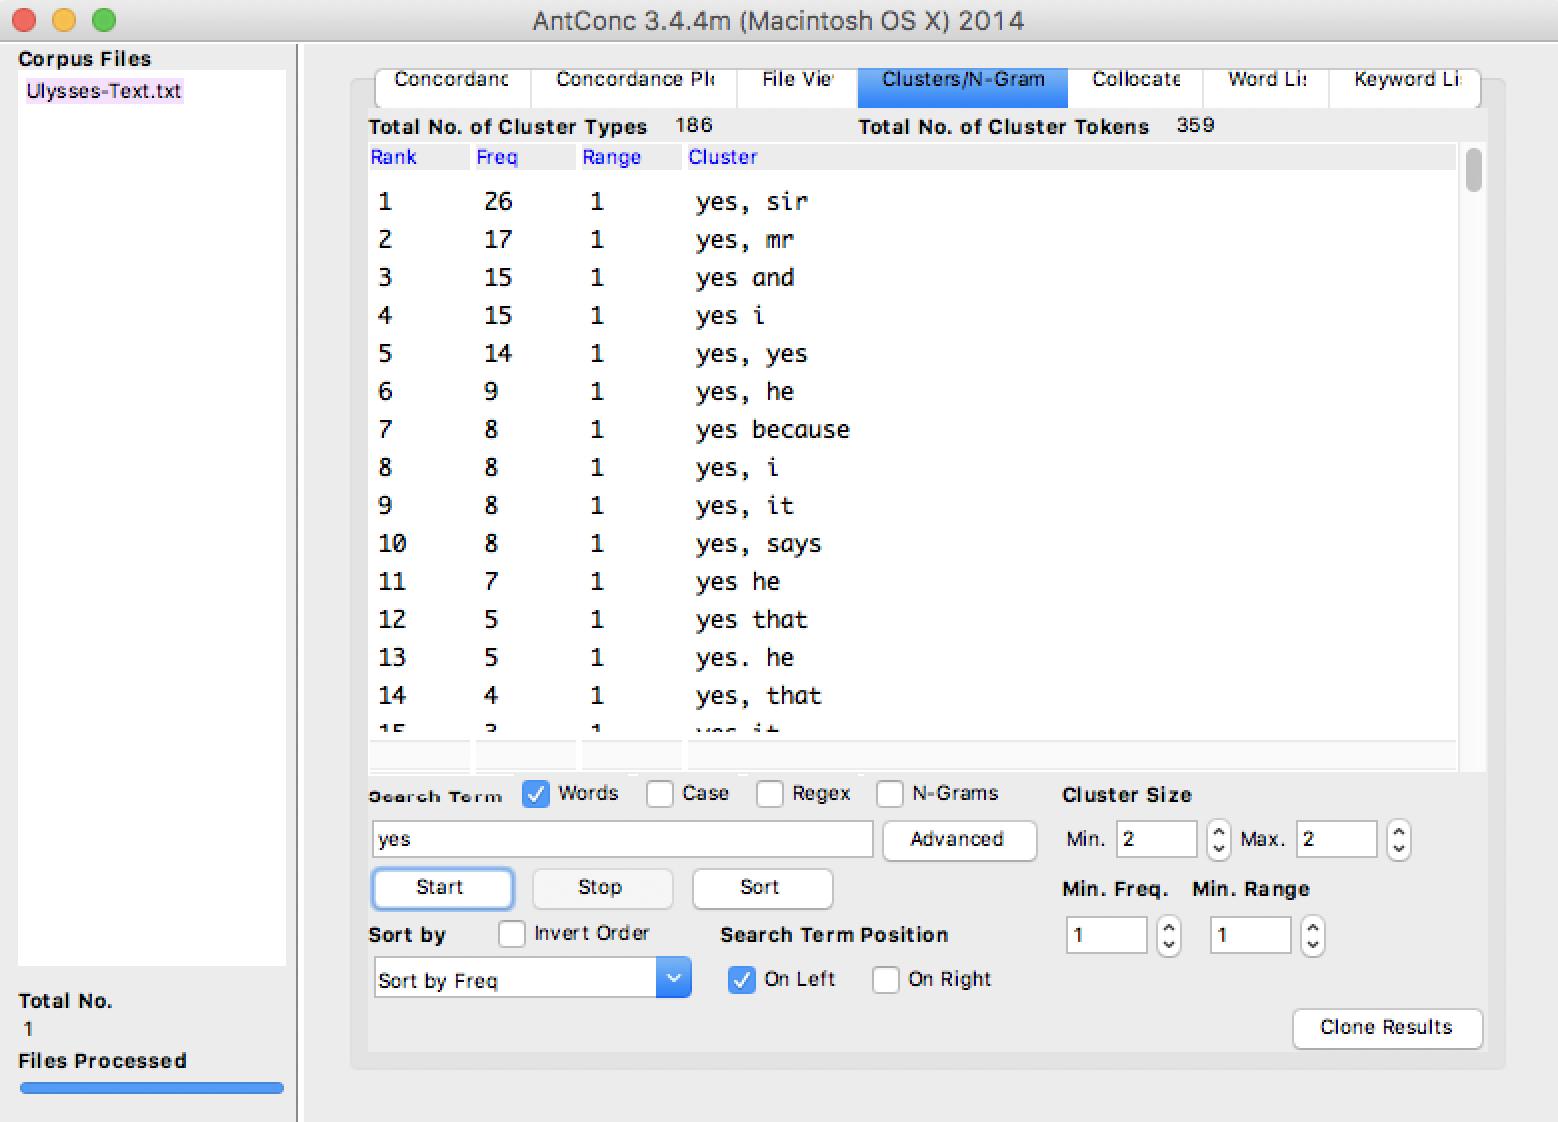 AntConc 3.4.4m (Macintosh OS X) 2014
Corpus Files
Ulysses-Text.txt
Concordanc Concordance Plo File Vie Clusters/N-Gram Collocate Word Lis Keyword Li
Total No. of Cluster Types 186 Total No. of Cluster Tokens 359
Rank Freq Range Cluster
1 26 1 yes, sir
2 17 1 yes, mr
3 15 1 yes and
4 15 1 yes i
5 14 1 yes, yes
6 9 1 yes, he
7 8 1 yes because
8 8 1 yes, i
9 8 1 yes, it
10 8 1 yes, says
11 7 1 yes he
12 5 1 yes that
13 5 1 yes. he
14 4 1 yes, that
15 3 1 yes it
Search Term Words Case Regex N-Grams Cluster Size
yes Advanced Min. 2 Max. 2
Start Stop Sort Min. Freq. Min. Range
Sort by Invert Order Search Term Position 1 1
Sort by Freq On Left On Right
Clone Results
Total No.
1
Files Processed